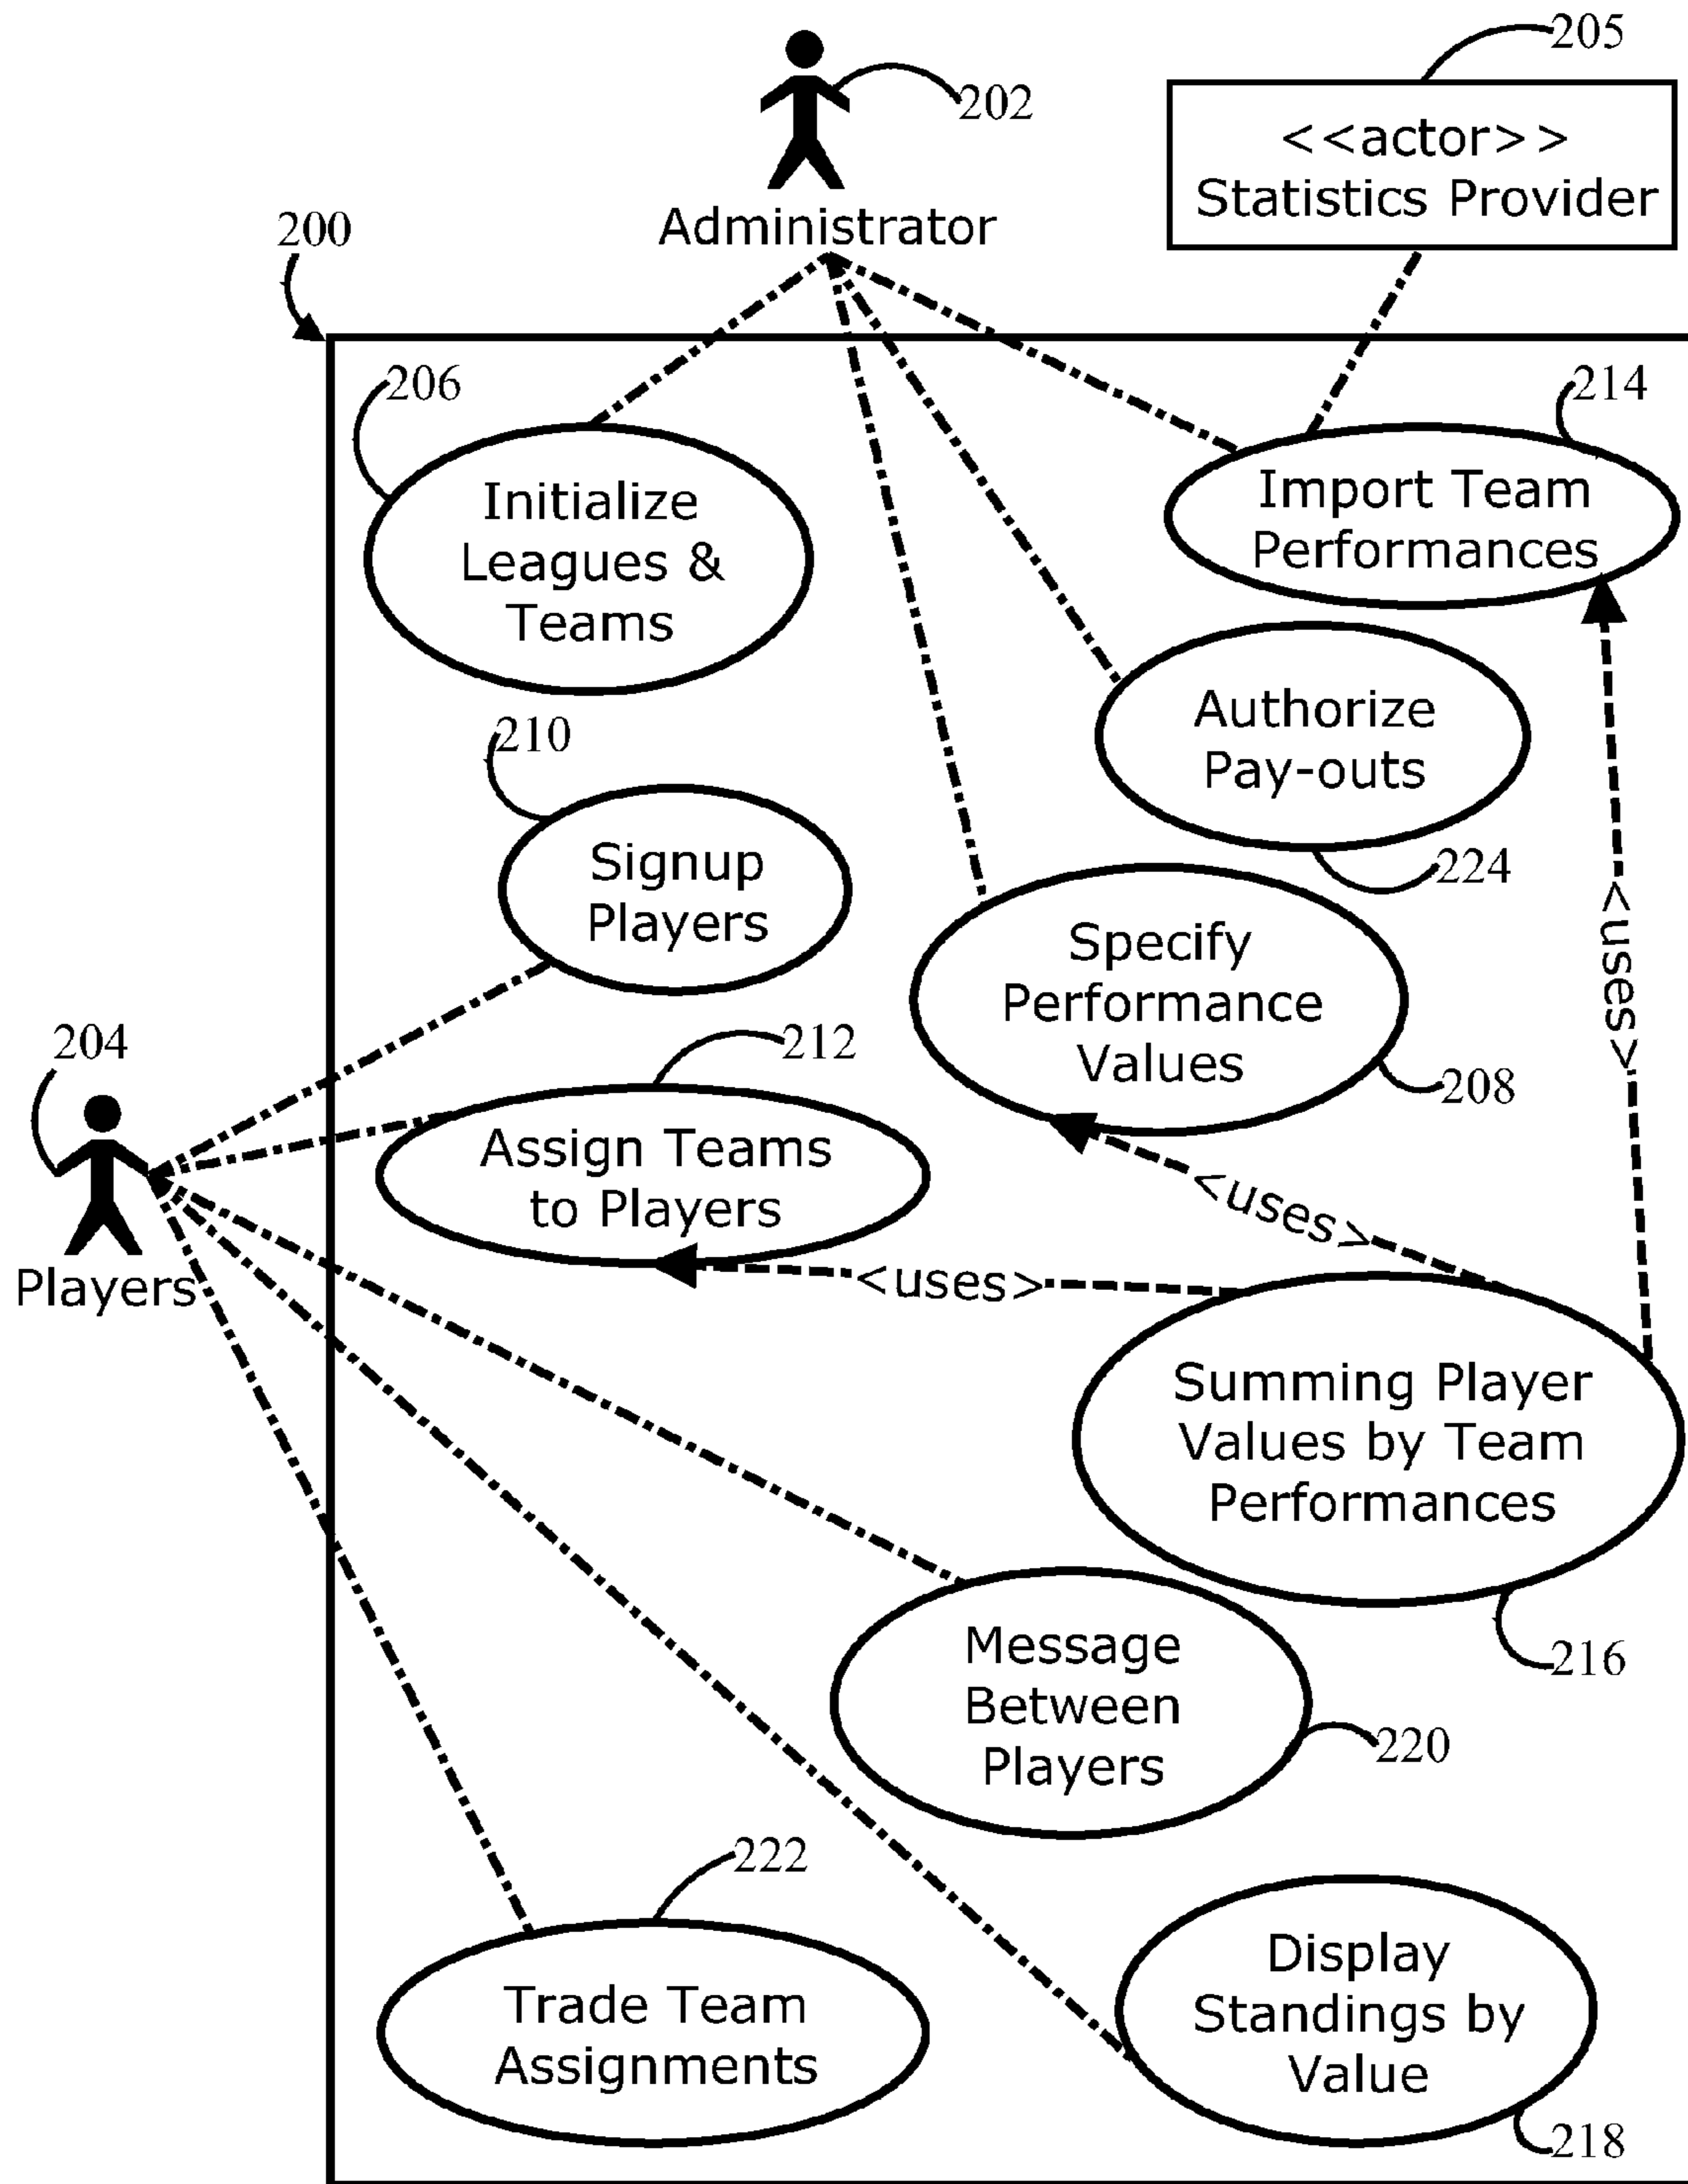 205
202
<<actor>>
Statistics Provider
Administrator
200
206
214
Initialize
Leagues &
Teams
Import Team
Performances
210
Authorize
Pay-outs
224
Signup
Players
<uses>
Specify
Performance
Values
208
204
212
Players
Assign Teams
to Players
<uses>
<uses>
Summing Player
Values by Team
Performances
216
Message
Between
Players
220
222
Trade Team
Assignments
Display
Standings by
Value
218